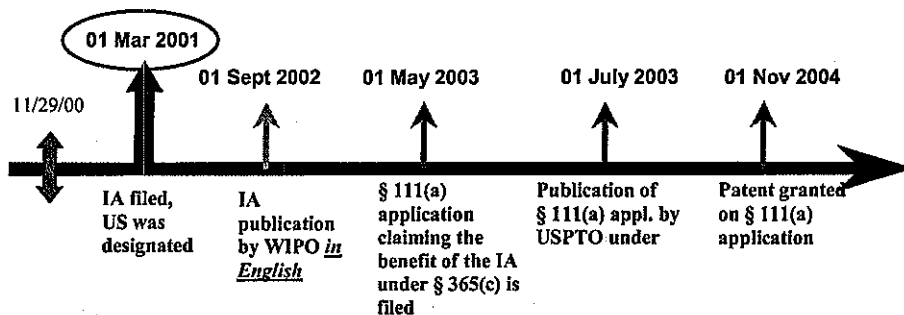 01 Mar 2001
01 Sept 2002
01 May 2003
01 July 2003
01 Nov 2004
11/29/00
IA filed,
US was
designated
IA
publication
by WIPO in
English
§ 111(a)
application
claiming the
benefit of the IA
under § 365(c) is
filed
Publication of
§ 111(a) appl. by
USPTO under
Patent granted
on § 111(a)
application